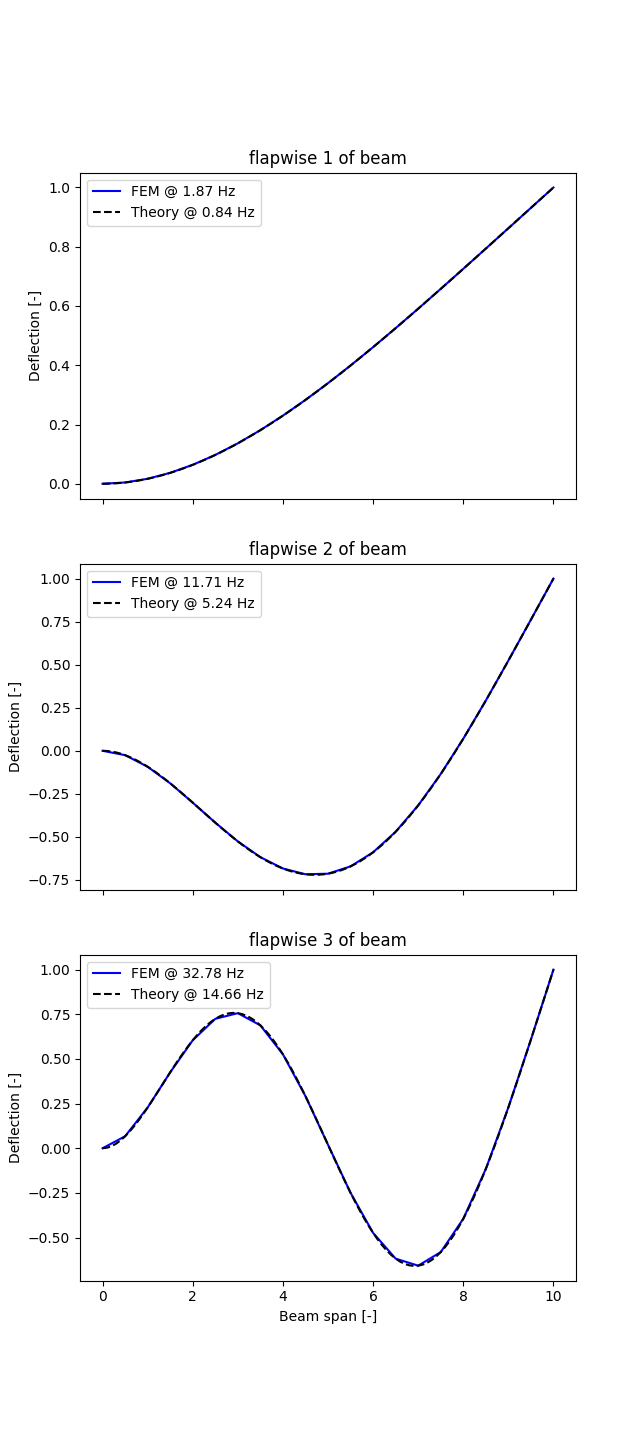 flapwise 1 of beam
FEM @ 1.87 Hz
Theory @ 0.84 Hz
1.0
0.8
0.6
0.4
0.2
0.0
Deflection [-]
flapwise 2 of beam
FEM @ 11.71 Hz
Theory @ 5.24 Hz
1.00
0.75
0.50
0.25
0.00
−0.25
−0.50
−0.75
Deflection [-]
flapwise 3 of beam
FEM @ 32.78 Hz
Theory @ 14.66 Hz
1.00
0.75
0.50
0.25
0.00
−0.25
−0.50
Deflection [-]
0 2 4 6 8 10
Beam span [-]